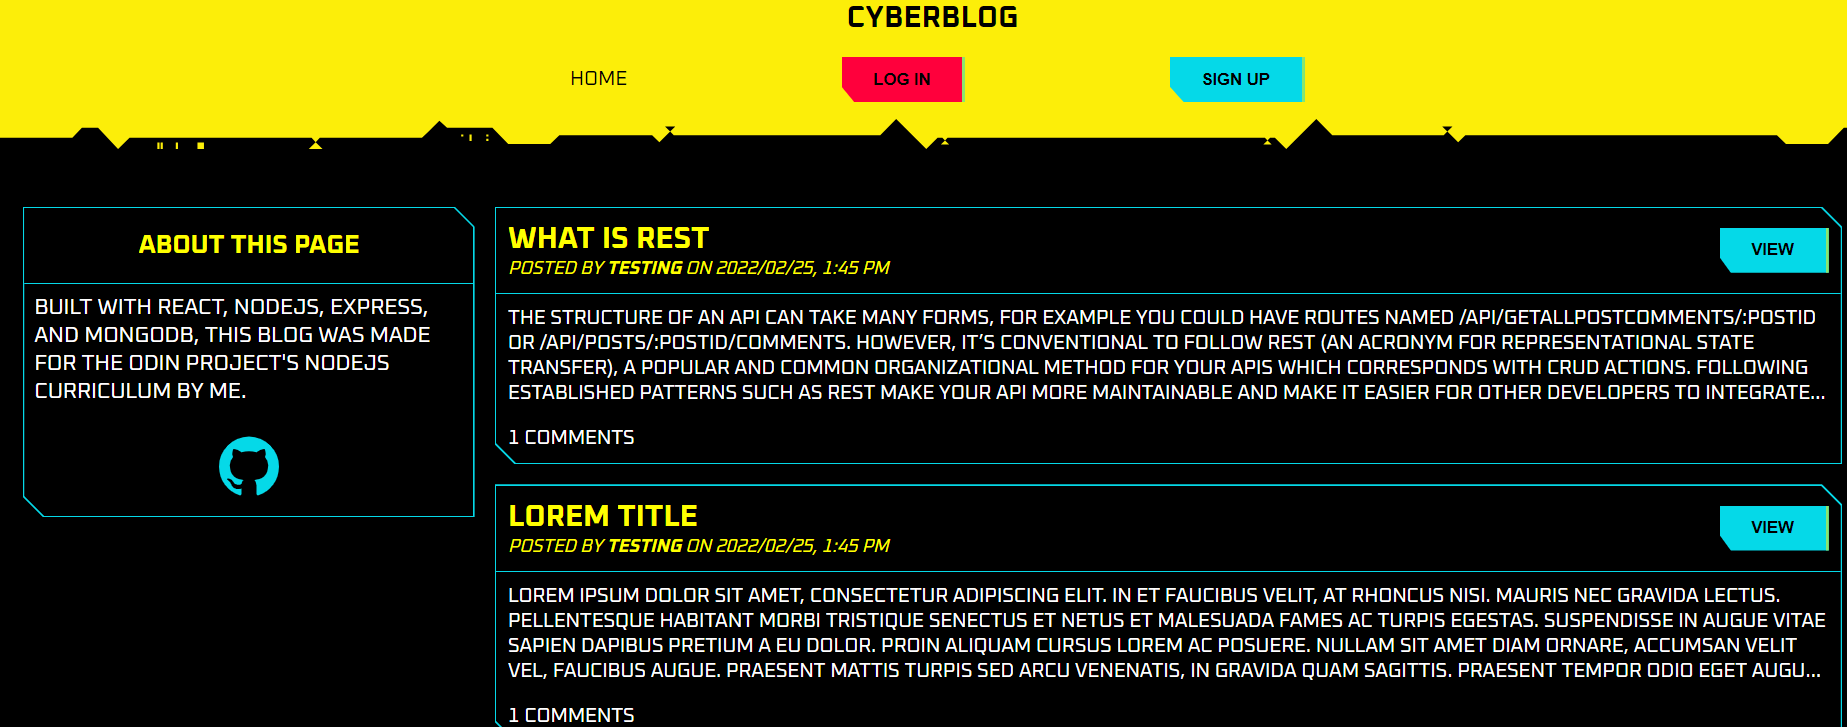 CYBERBLOG
HOME
LOG IN
SIGN UP
ABOUT THIS PAGE
BUILT WITH REACT, NODEJS, EXPRESS,
AND MONGODB, THIS BLOG WAS MADE
FOR THE ODIN PROJECT'S NODEJS
CURRICULUM BY ME.
WHAT IS REST
POSTED BY TESTING ON 2022/02/25, 1:45 PM
VIEW
THE STRUCTURE OF AN API CAN TAKE MANY FORMS, FOR EXAMPLE YOU COULD HAVE ROUTES NAMED /API/GETALLPOSTCOMMENTS/:POSTID
OR /API/POSTS/:POSTID/COMMENTS. HOWEVER, IT’S CONVENTIONAL TO FOLLOW REST (AN ACRONYM FOR REPRESENTATIONAL STATE
TRANSFER), A POPULAR AND COMMON ORGANIZATIONAL METHOD FOR YOUR APIS WHICH CORRESPONDS WITH CRUD ACTIONS. FOLLOWING
ESTABLISHED PATTERNS SUCH AS REST MAKE YOUR API MORE MAINTAINABLE AND MAKE IT EASIER FOR OTHER DEVELOPERS TO INTEGRATE...
1 COMMENTS
LOREM TITLE
POSTED BY TESTING ON 2022/02/25, 1:45 PM
VIEW
LOREM IPSUM DOLOR SIT AMET, CONSECTETUR ADIPISCING ELIT. IN ET FAUCIBUS VELIT, AT RHONCUS NISI. MAURIS NEC GRAVIDA LECTUS.
PELLENTESQUE HABITANT MORBI TRISTIQUE SENECTUS ET NETUS ET MALESUADA FAMES AC TURPIS EGESTAS. SUSPENDISSE IN AUGUE VITAE
SAPIEN DAPIBUS PRETIUM A EU DOLOR. PROIN ALIQUAM CURSUS LOREM AC POSUERE. NULLAM SIT AMET DIAM ORNARE, ACCUMSAN VELIT
VEL, FAUCIBUS AUGUE. PRAESENT MATTIS TURPIS SED ARCU VENENATIS, IN GRAVIDA QUAM SAGITTIS. PRAESENT TEMPOR ODIO EGET AUGU...
1 COMMENTS